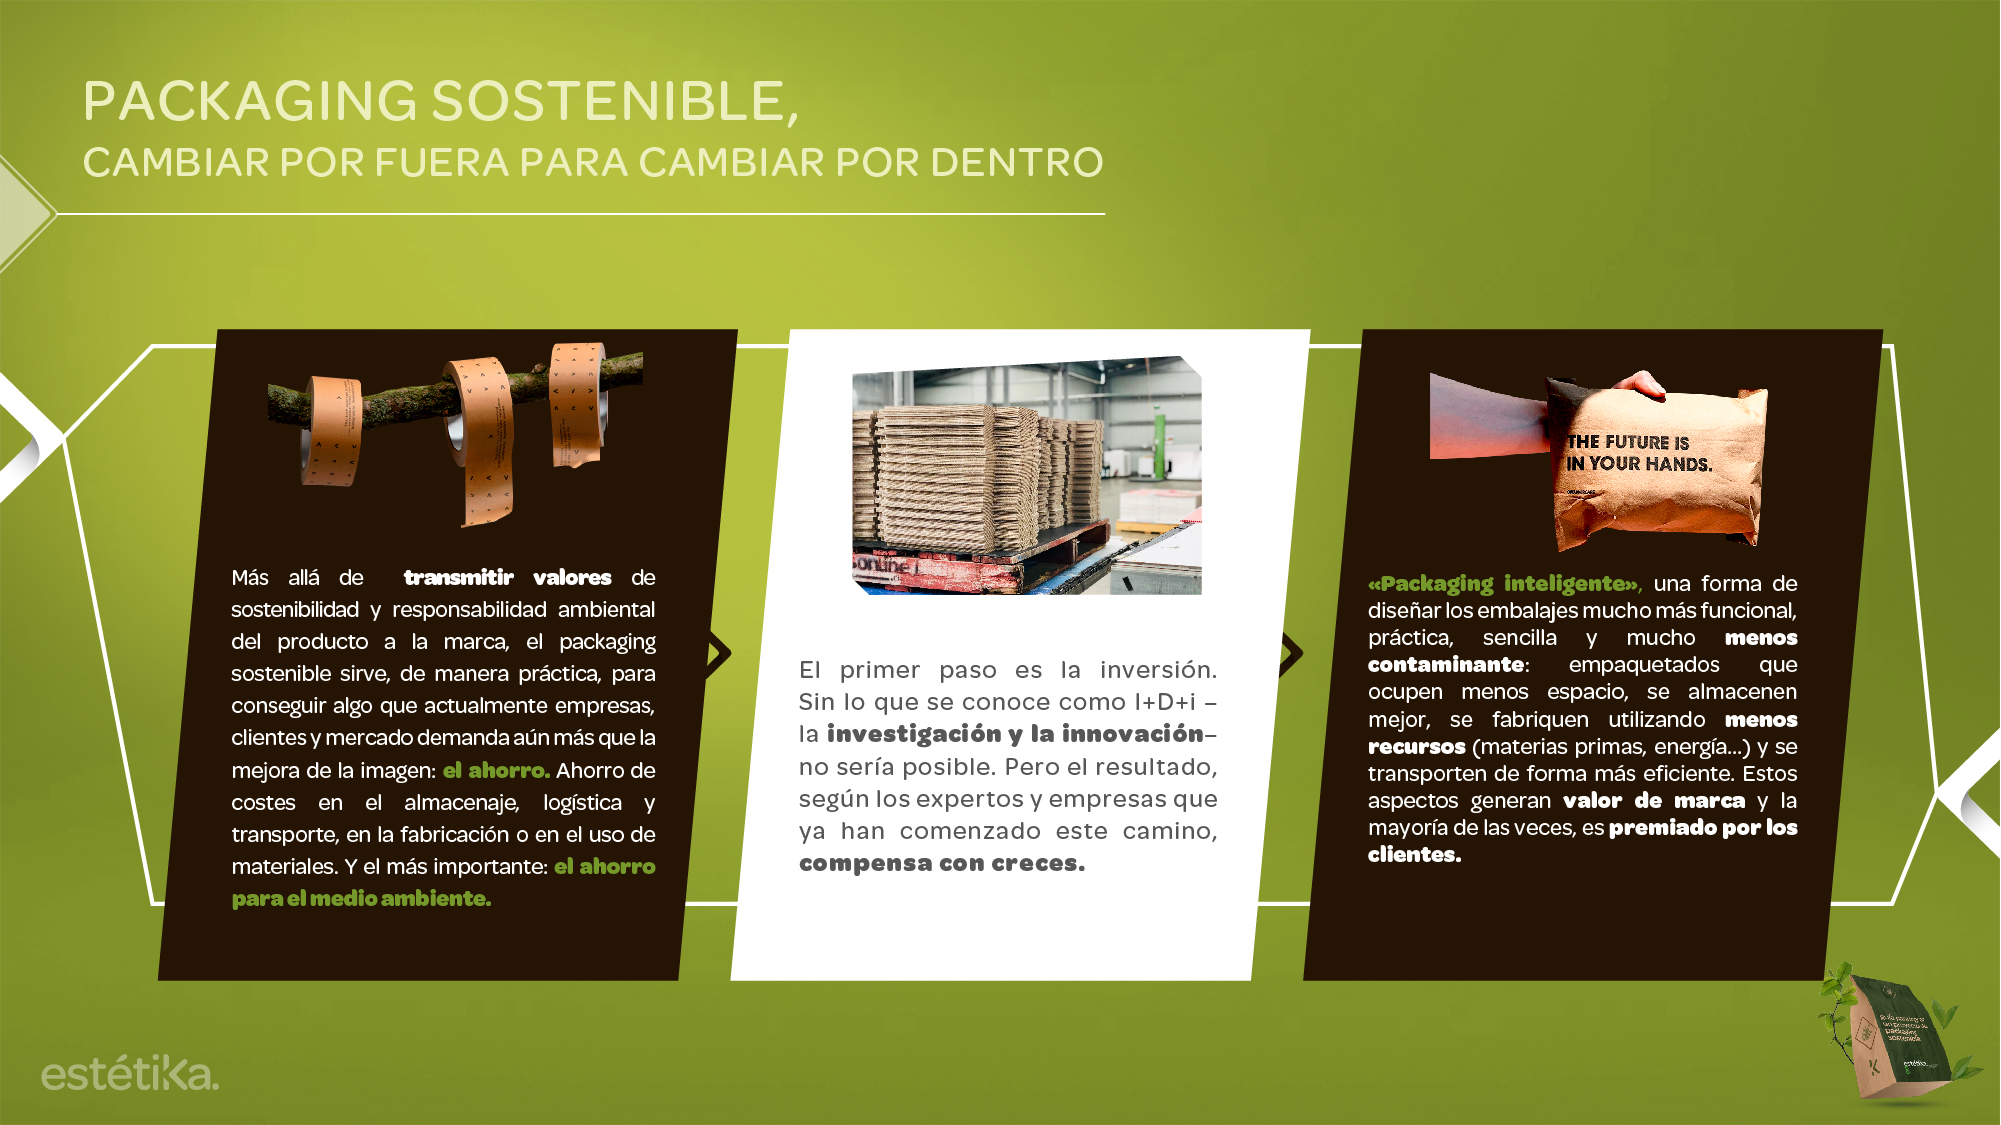 PACKAGING SOSTENIBLE,
CAMBIAR POR FUERA PARA CAMBIAR POR DENTRO
Más allá de transmitir valores de
sostenibilidad y responsabilidad ambiental
del producto a la marca, el packaging
sostenible sirve, de manera práctica, para
conseguir algo que actualmente empresas,
clientes y mercado demanda aún más que la
mejora de la imagen: el ahorro. Ahorro de
costes en el almacenaje, logística y
transporte, en la fabricación o en el uso de
materiales. Y el más importante: el ahorro
para el medio ambiente.
online
El primer paso es la inversión.
Sin lo que se conoce como I+D+i –
la investigación y la innovación–
no sería posible. Pero el resultado,
según los expertos y empresas que
ya han comenzado este camino,
compensa con creces.
THE FUTURE IS
IN YOUR HANDS.
«Packaging inteligente», una forma de
diseñar los embalajes mucho más funcional,
práctica, sencilla y mucho menos
contaminante: empaquetados que
ocupen menos espacio, se almacenen
mejor, se fabriquen utilizando menos
recursos (materias primas, energía...) y se
transporten de forma más eficiente. Estos
aspectos generan valor de marca y la
mayoría de las veces, es premiado por los
clientes.
estétika.
packaging
sostenible
estétika.